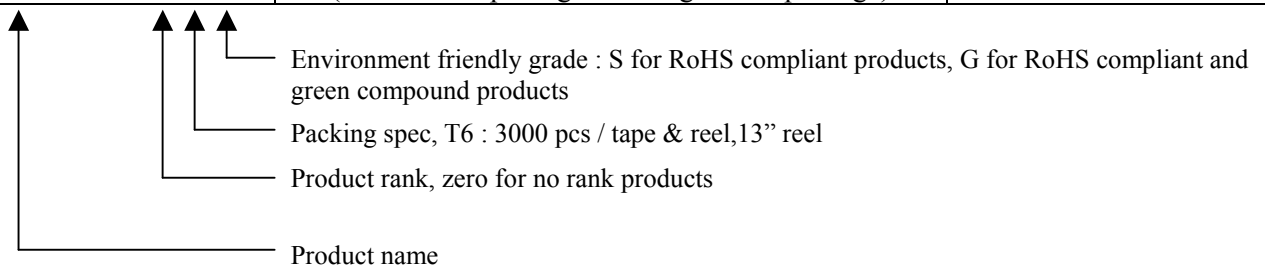 Environment friendly grade : S for RoHS compliant products, G for RoHS compliant and
green compound products
Packing spec, T6 : 3000 pcs / tape & reel,13” reel
Product rank, zero for no rank products
Product name